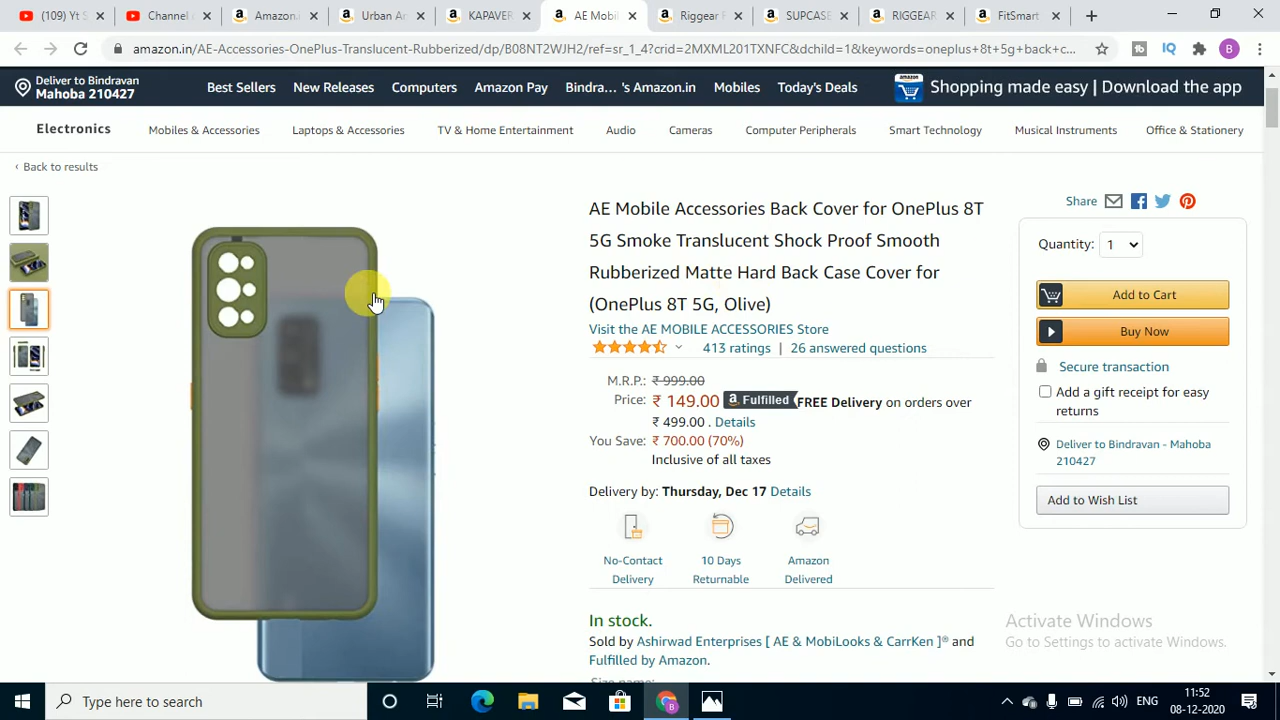 (109) Yt S
Channel
Amazon.
Urban Ar
KAPAVER
AE Mobil
Riggear F
SUPCASE
RIGGEAR
FitSmart
amazon.in/AE-Accessories-OnePlus-Translucent-Rubberized/dp/B08NT2WJH2/ref=sr_1_4?crid=2MXML201TXNFC&dchild=1&keywords=oneplus+8t+5g+back+c...
IQ
B
Deliver to Bindravan
Mahoba 210427
Best Sellers
New Releases
Computers
Amazon Pay
Bindra... 's Amazon.in
Mobiles
Today's Deals
amazon
Shopping made easy | Download the app
Electronics
Mobiles & Accessories
Laptops & Accessories
TV & Home Entertainment
Audio
Cameras
Computer Peripherals
Smart Technology
Musical Instruments
Office & Stationery
‹ Back to results
AE Mobile Accessories Back Cover for OnePlus 8T
5G Smoke Translucent Shock Proof Smooth
Rubberized Matte Hard Back Case Cover for
(OnePlus 8T 5G, Olive)
Visit the AE MOBILE ACCESSORIES Store
413 ratings | 26 answered questions
M.R.P.: ₹ 999.00
Price: ₹ 149.00 Fulfilled FREE Delivery on orders over
₹ 499.00 . Details
You Save: ₹ 700.00 (70%)
Inclusive of all taxes
Delivery by: Thursday, Dec 17 Details
No-Contact
Delivery
10 Days
Returnable
Amazon
Delivered
In stock.
Sold by Ashirwad Enterprises [ AE & MobiLooks & CarrKen ]® and
Fulfilled by Amazon.
Size name:
Share
Quantity: 1
Add to Cart
Buy Now
Secure transaction
Add a gift receipt for easy
returns
Deliver to Bindravan - Mahoba
210427
Add to Wish List
Activate Windows
Go to Settings to activate Windows.
Type here to search
B
ENG
11:52
08-12-2020